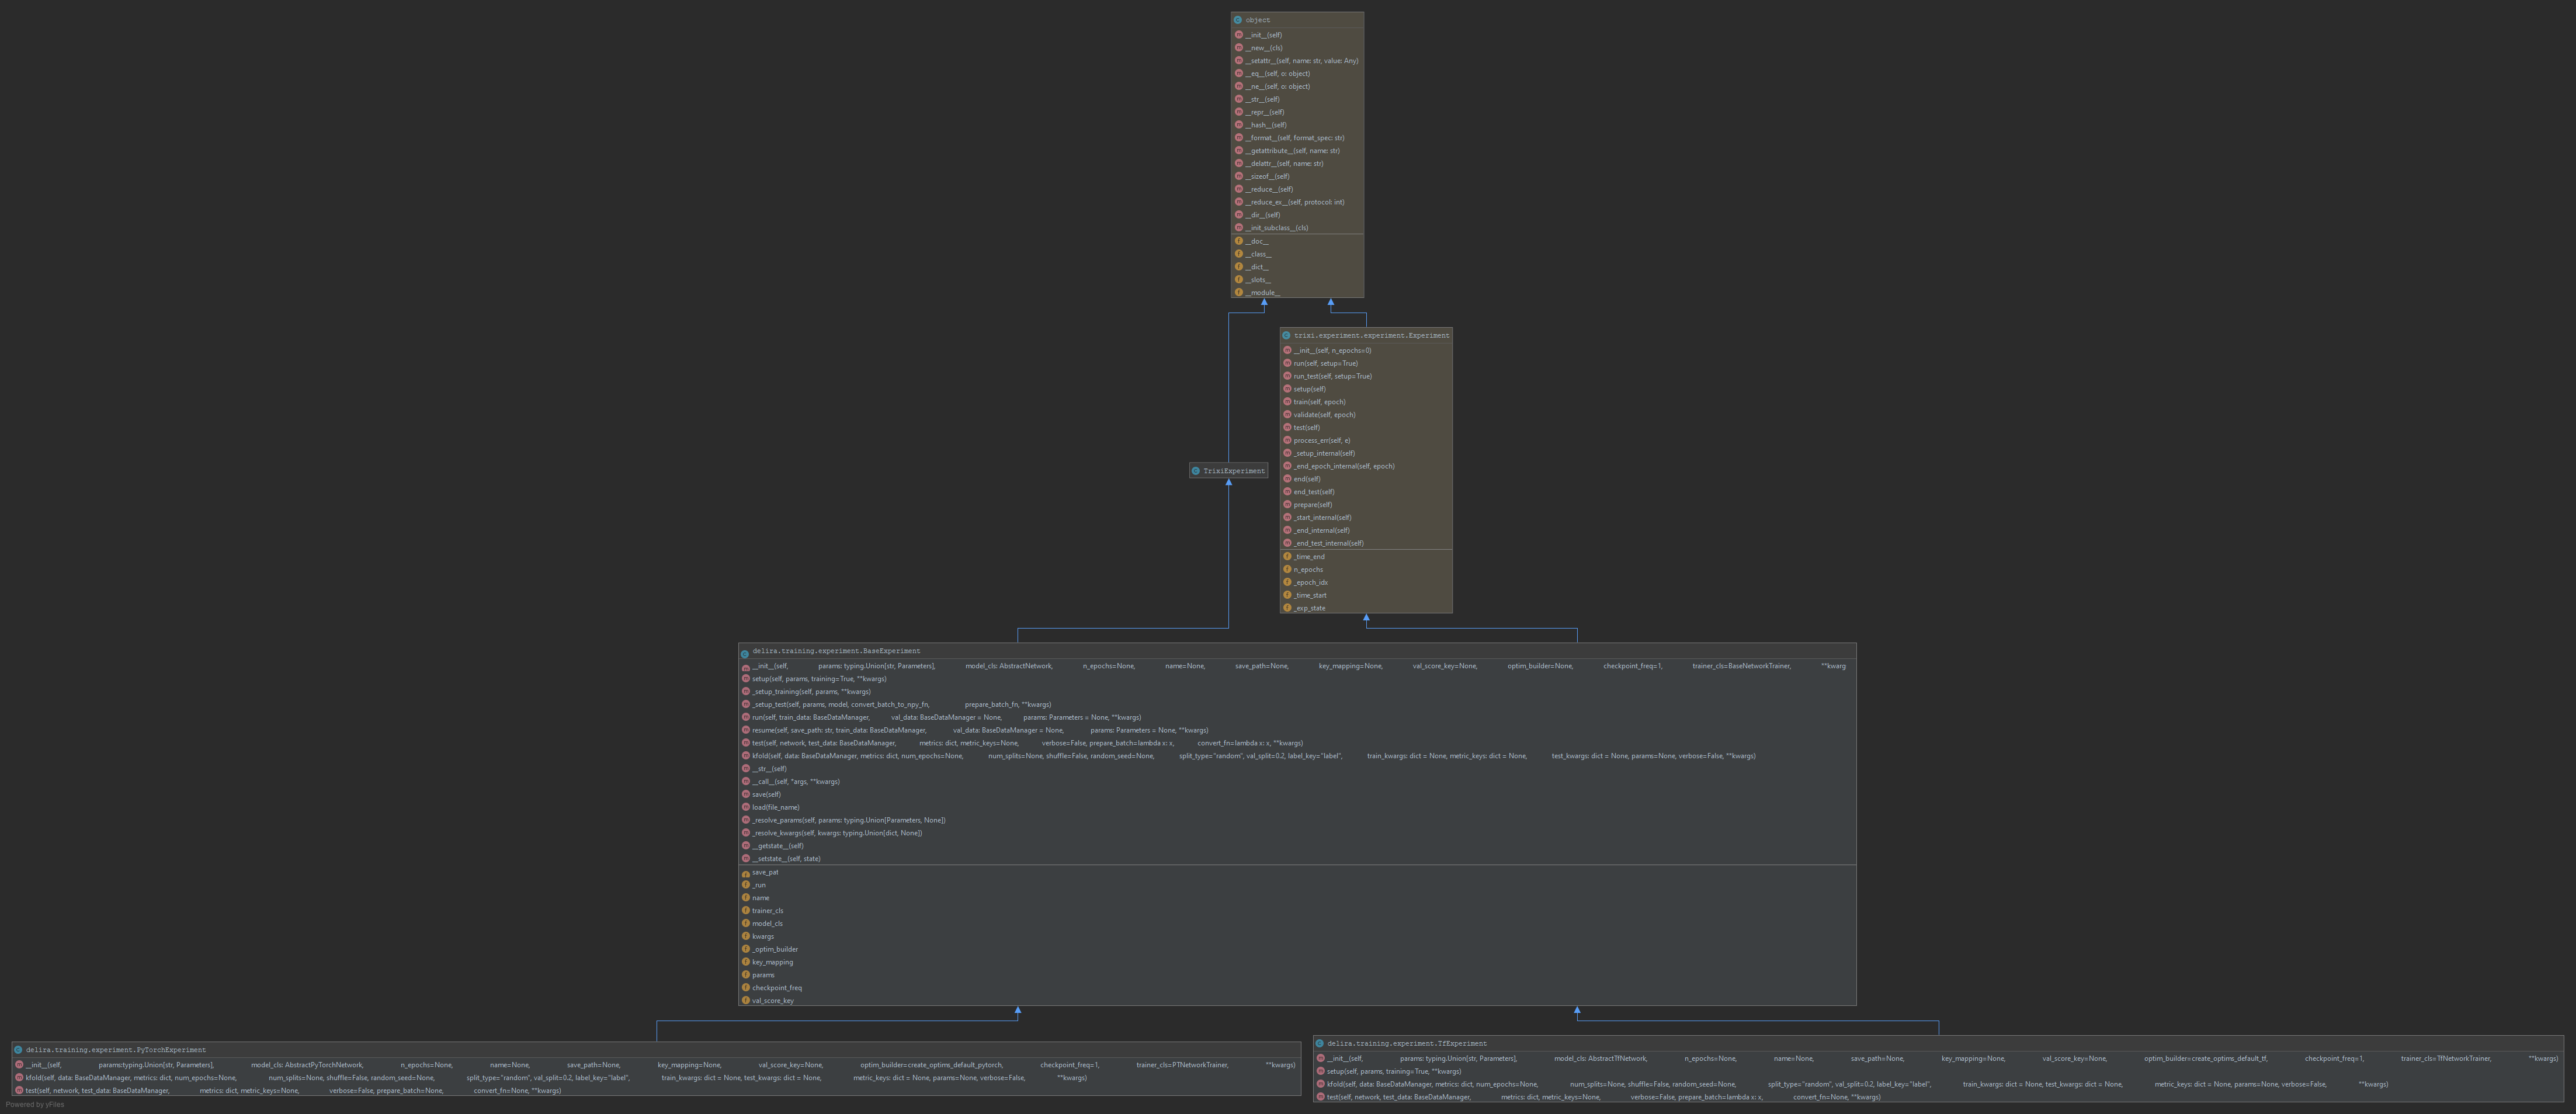 object
__init__(self)
__new__(cls)
__setattr__(self, name: str, value: Any)
__eq__(self, o: object)
__ne__(self, o: object)
__str__(self)
__repr__(self)
__hash__(self)
__format__(self, format_spec: str)
__getattribute__(self, name: str)
__delattr__(self, name: str)
__sizeof__(self)
__reduce__(self)
__reduce_ex__(self, protocol: int)
__dir__(self)
__init_subclass__(cls)
__doc__
__class__
__dict__
__slots__
__module__
trixi.experiment.experiment.Experiment
__init__(self, n_epochs=0)
run(self, setup=True)
run_test(self, setup=True)
setup(self)
train(self, epoch)
validate(self, epoch)
test(self)
process_err(self, e)
_setup_internal(self)
_end_epoch_internal(self, epoch)
end(self)
end_test(self)
prepare(self)
_start_internal(self)
_end_internal(self)
_end_test_internal(self)
_time_end
n_epochs
_epoch_idx
_time_start
_exp_state
TrixiExperiment
delira.training.experiment.BaseExperiment
__init__(self, params: typing.Union[str, Parameters], model_cls: AbstractNetwork, n_epochs=None, name=None, save_path=None, key_mapping=None, val_score_key=None, optim_builder=None, checkpoint_freq=1, trainer_cls=BaseNetworkTrainer, **kwarg
setup(self, params, training=True, **kwargs)
_setup_training(self, params, **kwargs)
_setup_test(self, params, model, convert_batch_to_npy_fn, prepare_batch_fn, **kwargs)
run(self, train_data: BaseDataManager, val_data: BaseDataManager = None, params: Parameters = None, **kwargs)
resume(self, save_path: str, train_data: BaseDataManager, val_data: BaseDataManager = None, params: Parameters = None, **kwargs)
test(self, network, test_data: BaseDataManager, metrics: dict, metric_keys=None, verbose=False, prepare_batch=lambda x: x, convert_fn=lambda x: x, **kwargs)
kfold(self, data: BaseDataManager, metrics: dict, num_epochs=None, num_splits=None, shuffle=False, random_seed=None, split_type="random", val_split=0.2, label_key="label", train_kwargs: dict = None, metric_keys: dict = None, test_kwargs: dict = None, params=None, verbose=False, **kwargs)
__str__(self)
__call__(self, *args, **kwargs)
save(self)
load(file_name)
_resolve_params(self, params: typing.Union[Parameters, None])
_resolve_kwargs(self, kwargs: typing.Union[dict, None])
__getstate__(self)
__setstate__(self, state)
save_pat
_run
name
trainer_cls
model_cls
kwargs
_optim_builder
key_mapping
params
checkpoint_freq
val_score_key
delira.training.experiment.PyTorchExperiment
__init__(self, params:typing.Union[str, Parameters], model_cls: AbstractPyTorchNetwork, n_epochs=None, name=None, save_path=None, key_mapping=None, val_score_key=None, optim_builder=create_optims_default_pytorch, checkpoint_freq=1, trainer_cls=PTNetworkTrainer, **kwargs)
kfold(self, data: BaseDataManager, metrics: dict, num_epochs=None, num_splits=None, shuffle=False, random_seed=None, split_type="random", val_split=0.2, label_key="label", train_kwargs: dict = None, test_kwargs: dict = None, metric_keys: dict = None, params=None, verbose=False, **kwargs)
test(self, network, test_data: BaseDataManager, metrics: dict, metric_keys=None, verbose=False, prepare_batch=None, convert_fn=None, **kwargs)
delira.training.experiment.TfExperiment
__init__(self, params: typing.Union[str, Parameters], model_cls: AbstractTfNetwork, n_epochs=None, name=None, save_path=None, key_mapping=None, val_score_key=None, optim_builder=create_optims_default_tf, checkpoint_freq=1, trainer_cls=TfNetworkTrainer, **kwargs)
setup(self, params, training=True, **kwargs)
kfold(self, data: BaseDataManager, metrics: dict, num_epochs=None, num_splits=None, shuffle=False, random_seed=None, split_type="random", val_split=0.2, label_key="label", train_kwargs: dict = None, test_kwargs: dict = None, metric_keys: dict = None, params=None, verbose=False, **kwargs)
test(self, network, test_data: BaseDataManager, metrics: dict, metric_keys=None, verbose=False, prepare_batch=lambda x: x, convert_fn=None, **kwargs)
Powered by yFiles